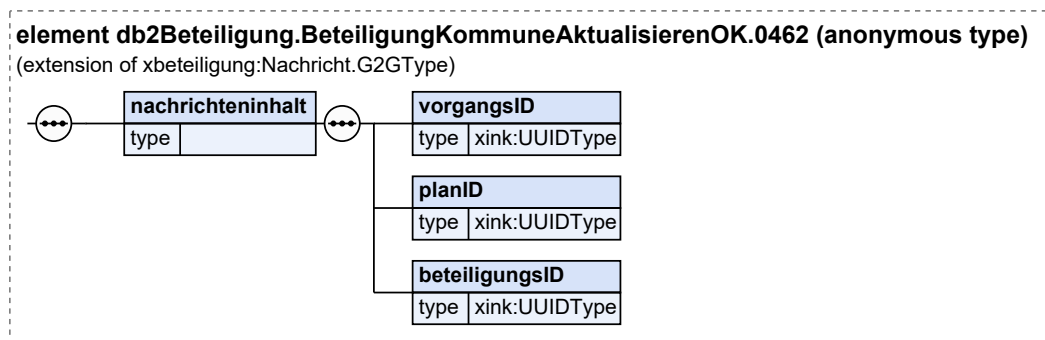 element db2Beteiligung.BeteiligungKommuneAktualisierenOK.0462 (anonymous type)
(extension of xbeteiligung:Nachricht.G2GType)
nachrichteninhalt
type
vorgangsID
type xink:UUIDType
planID
type xink:UUIDType
beteiligungsID
type xink:UUIDType